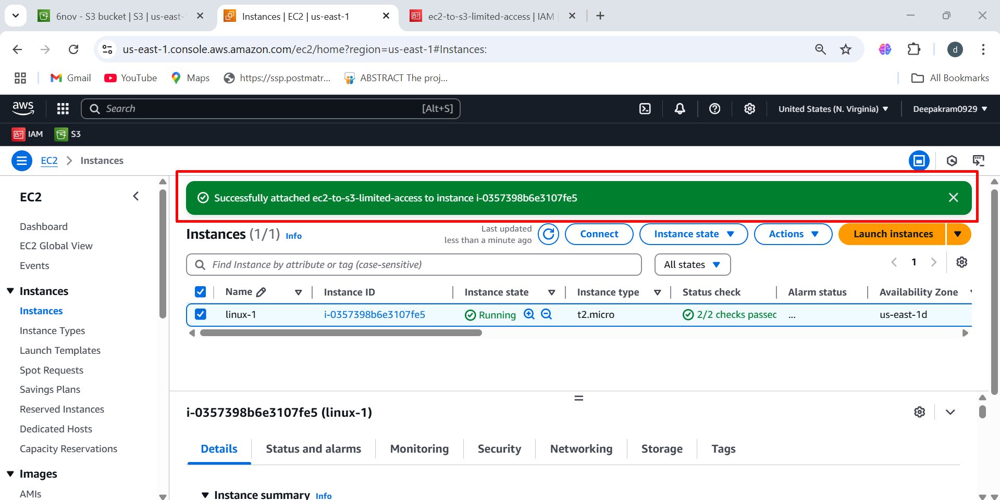 6nov - S3 bucket | S3 | us-east-
Instances | EC2 | us-east-1
ec2-to-s3-limited-access | IAM |
us-east-1.console.aws.amazon.com/ec2/home?region=us-east-1#Instances:
d
Gmail
YouTube
Maps
https://ssp.postmatr...
ABSTRACT The proj...
All Bookmarks
aws
Search
[Alt+S]
United States (N. Virginia)
Deepakram0929
IAM
S3
EC2
Instances
EC2
Dashboard
EC2 Global View
Events
Instances
Instances
Instance Types
Launch Templates
Spot Requests
Savings Plans
Reserved Instances
Dedicated Hosts
Capacity Reservations
Images
AMIs
Successfully attached ec2-to-s3-limited-access to instance i-0357398b6e3107fe5
Instances (1/1) Info
Last updated
less than a minute ago
Connect
Instance state
Actions
Launch instances
Find Instance by attribute or tag (case-sensitive)
All states
1
Name
Instance ID
Instance state
Instance type
Status check
Alarm status
Availability Zone
linux-1
i-0357398b6e3107fe5
Running
t2.micro
2/2 checks passec
...
us-east-1d
i-0357398b6e3107fe5 (linux-1)
Details
Status and alarms
Monitoring
Security
Networking
Storage
Tags
Instance summary Info